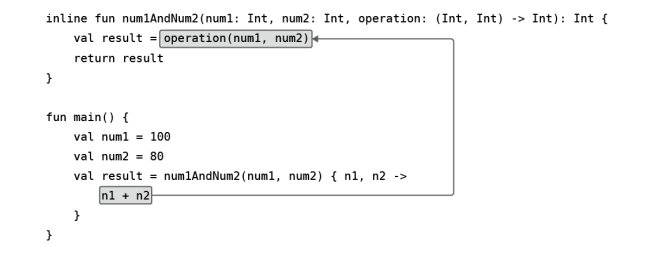 inline fun num1AndNum2(num1: Int, num2: Int, operation: (Int, Int) -> Int): Int {
    val result = operation(num1, num2)
    return result
}

fun main() {
    val num1 = 100
    val num2 = 80
    val result = num1AndNum2(num1, num2) { n1, n2 ->
        n1 + n2
    }
}